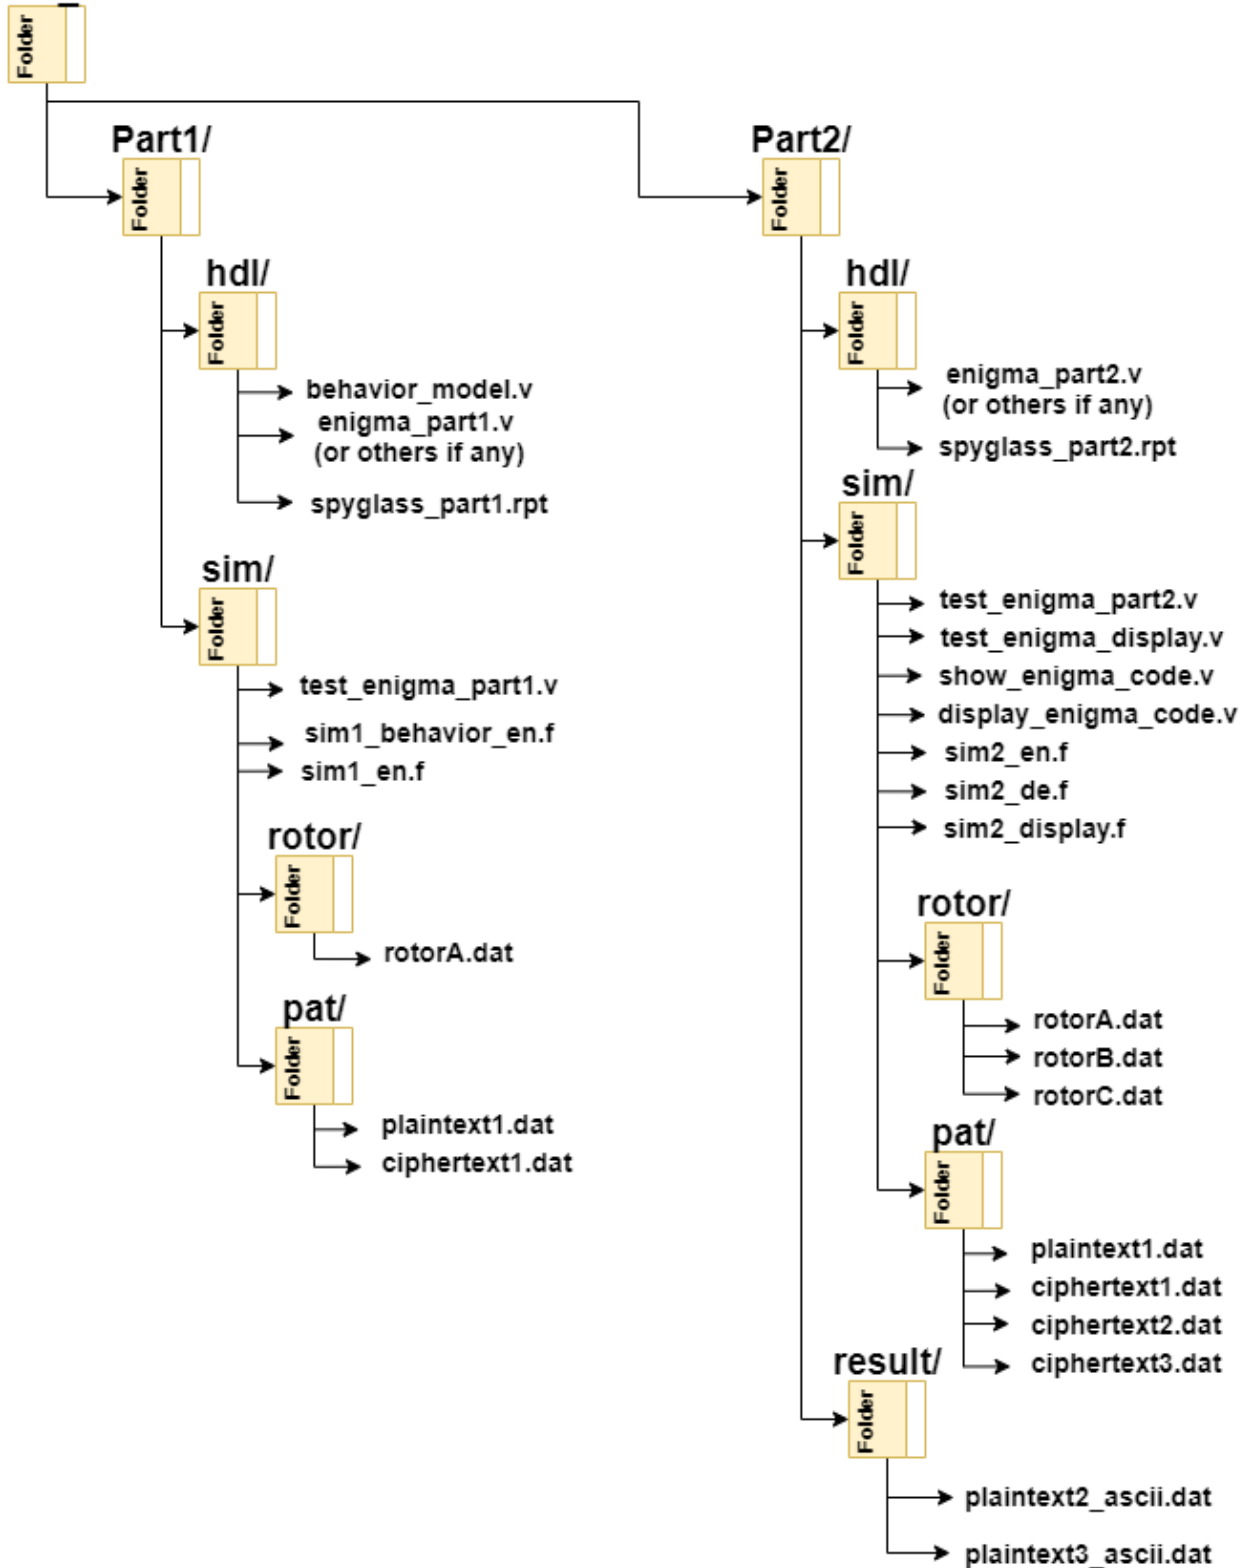 Folder
Part1/
Folder
hdl/
Folder
behavior_model.v
enigma_part1.v
(or others if any)
spyglass_part1.rpt
sim/
Folder
test_enigma_part1.v
sim1_behavior_en.f
sim1_en.f
rotor/
Folder
rotorA.dat
pat/
Folder
plaintext1.dat
ciphertext1.dat
Part2/
Folder
hdl/
Folder
enigma_part2.v
(or others if any)
spyglass_part2.rpt
sim/
Folder
test_enigma_part2.v
test_enigma_display.v
show_enigma_code.v
display_enigma_code.v
sim2_en.f
sim2_de.f
sim2_display.f
rotor/
Folder
rotorA.dat
rotorB.dat
rotorC.dat
pat/
Folder
plaintext1.dat
ciphertext1.dat
ciphertext2.dat
ciphertext3.dat
result/
Folder
plaintext2_ascii.dat
plaintext3_ascii.dat